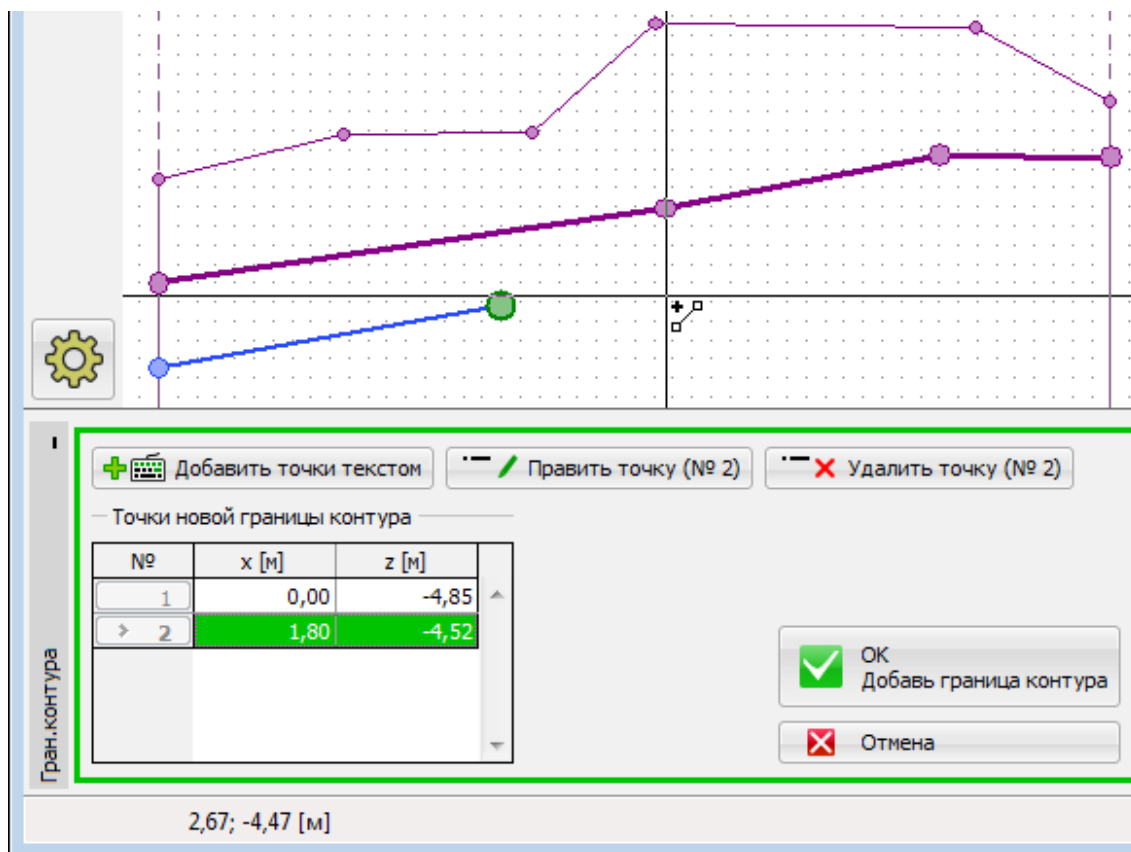 Добавить точки текстом
Править точку (№ 2)
Удалить точку (№ 2)
Точки новой границы контура
№ x [м] z [м]
1 0,00 -4,85
2 1,80 -4,52
Гран.контура
OK
Добавь граница контура
Отмена
2,67; -4,47 [м]